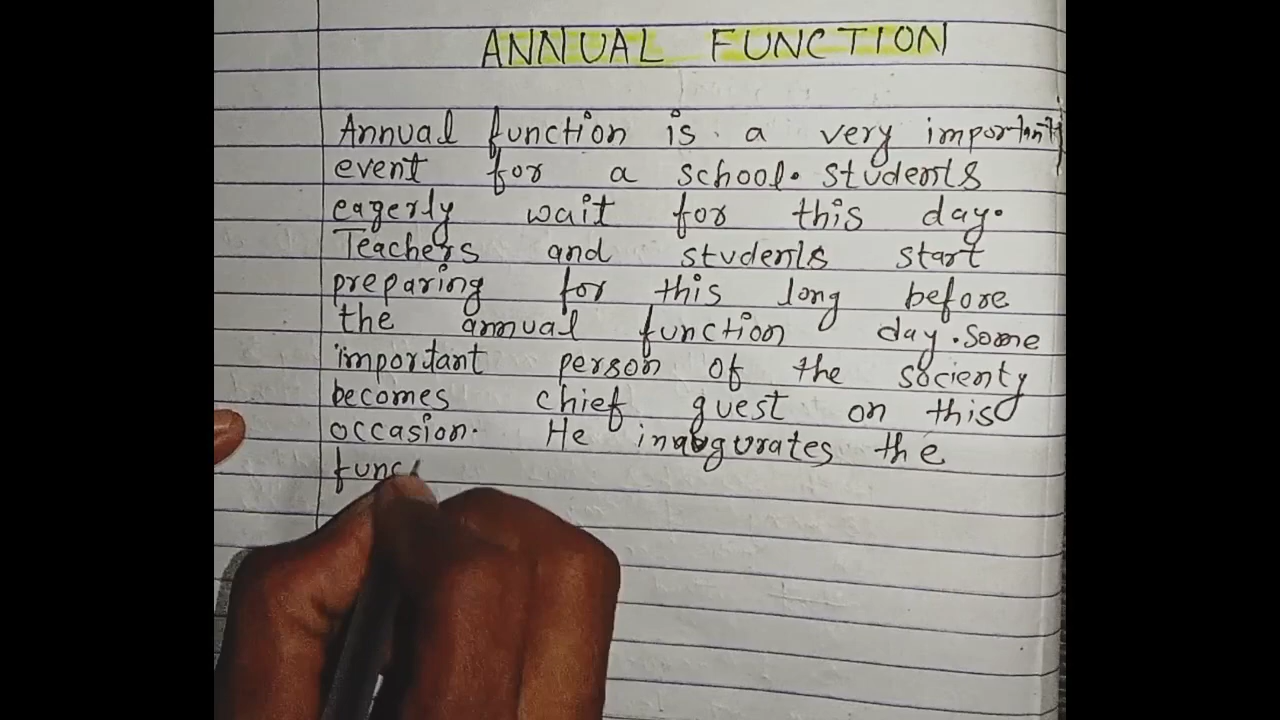 ANNUAL FUNCTION
Annual function is a very important
event for a school. students
eagerly wait for this day.
Teachers and students start
preparing for this long before
the annual function day. Some
important person of the socienty
becomes chief guest on this
occasion. He inaugurates the
func